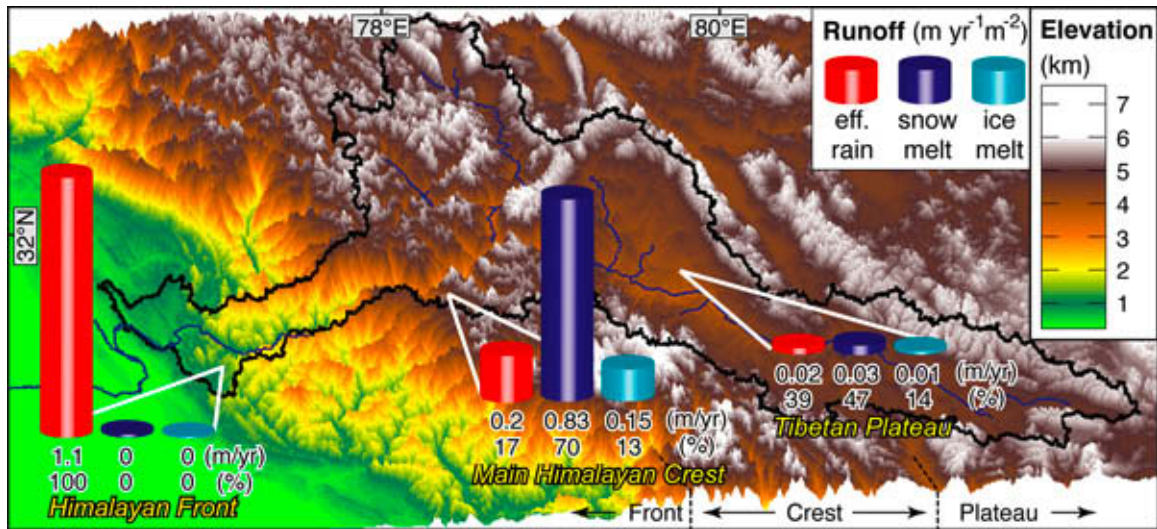 78°E
80°E
32°N
Runoff (m yr⁻¹m⁻²)
eff. rain
snow melt
ice melt
Elevation
(km)
7
6
5
4
3
2
1
1.1 0 0 (m/yr)
100 0 0 (%)
Himalayan Front
0.2 0.83 0.15 (m/yr)
17 70 13 (%)
Main Himalayan Crest
0.02 0.03 0.01 (m/yr)
39 47 14 (%)
Tibetan Plateau
Front
Crest
Plateau